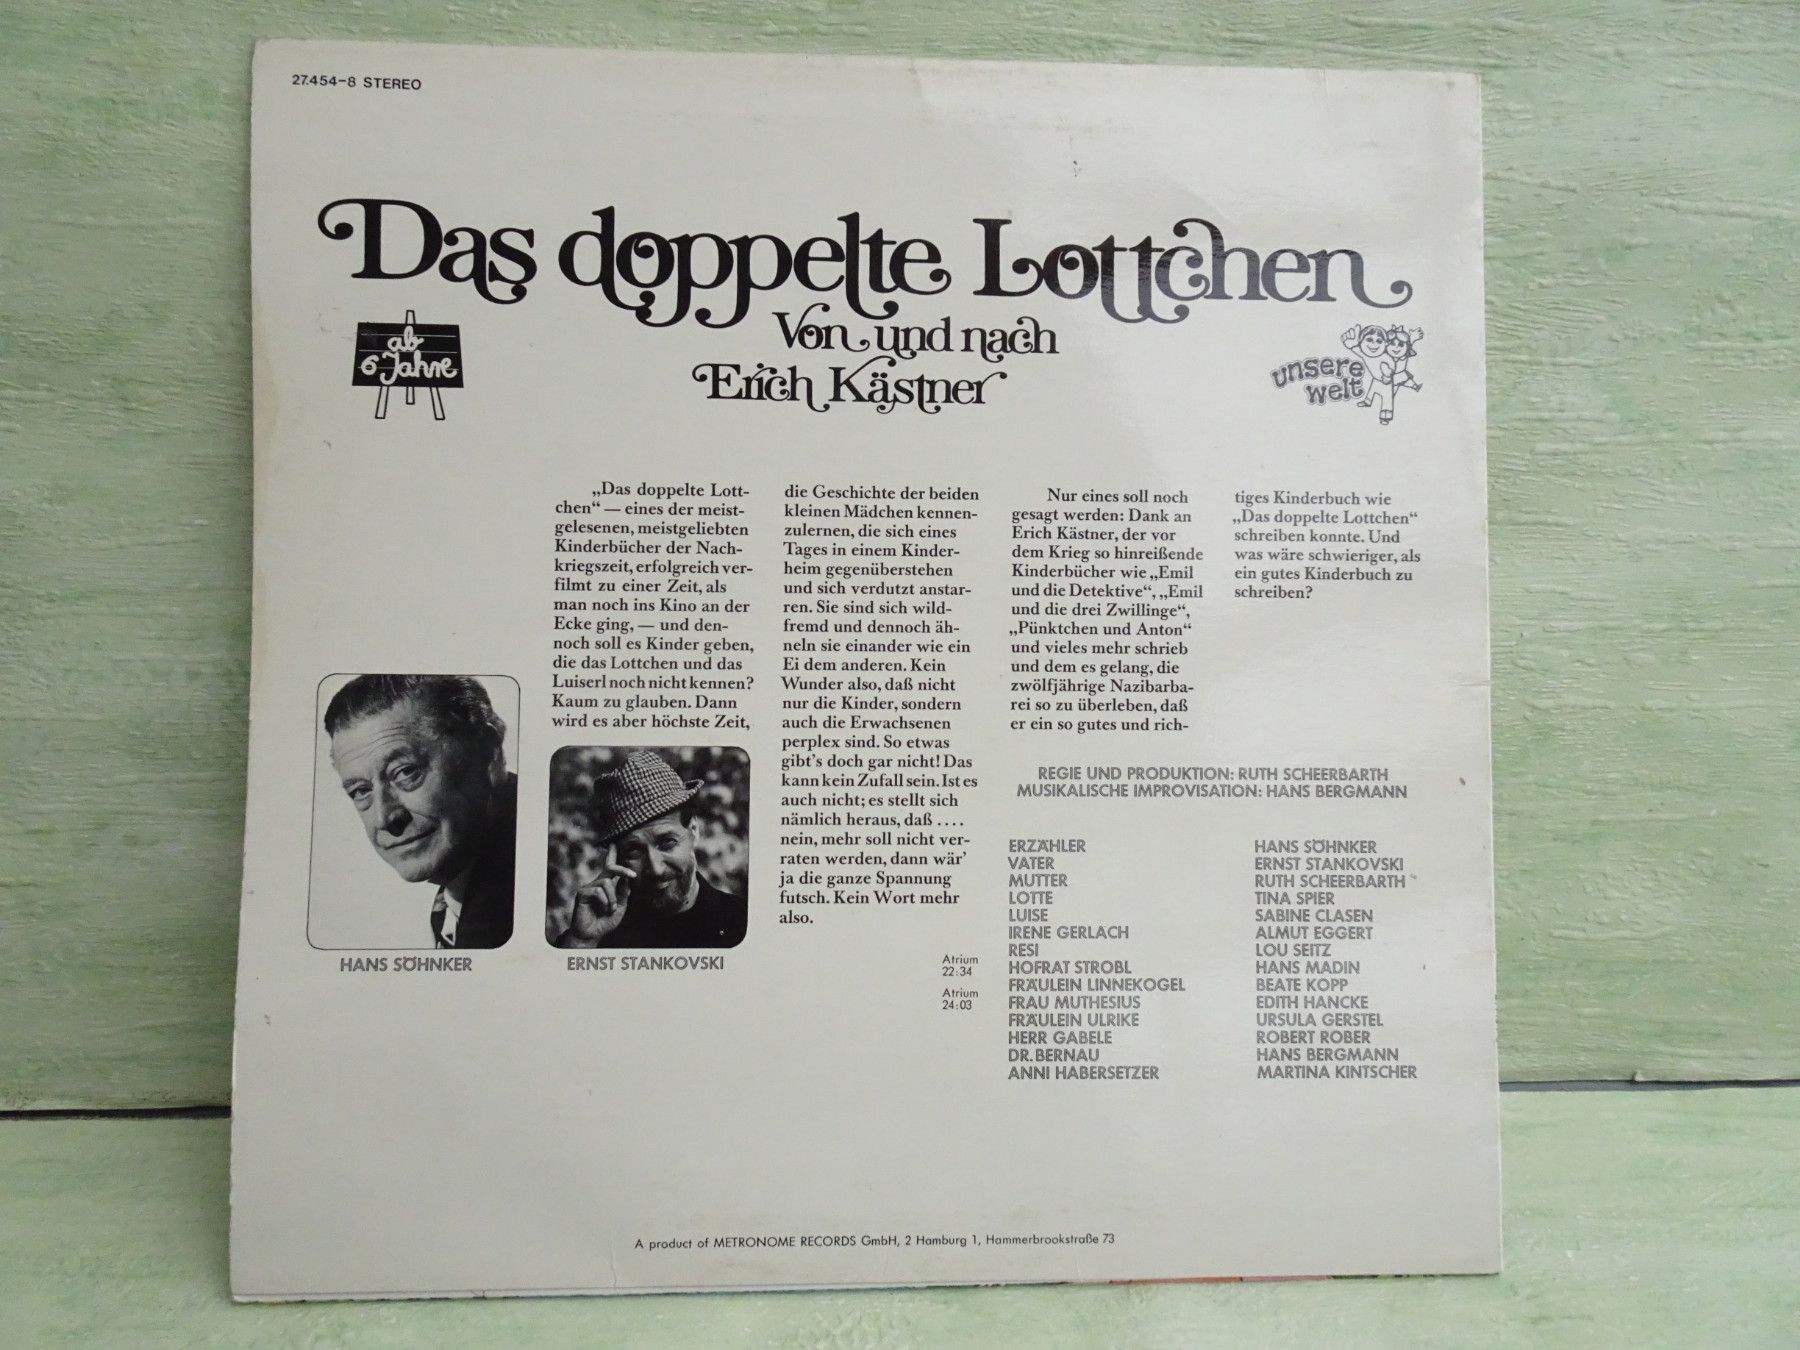 27.454-8 STEREO
Das doppelte Lottchen
Von und nach
Erich Kästner
ab
6 Jahre
unsere
welt
„Das doppelte Lott-
chen“ — eines der meist-
gelesenen, meistgeliebten
Kinderbücher der Nach-
kriegszeit, erfolgreich ver-
filmt zu einer Zeit, als
man noch ins Kino an der
Ecke ging, — und den-
noch soll es Kinder geben,
die das Lottchen und das
Luiserl noch nicht kennen?
Kaum zu glauben. Dann
wird es aber höchste Zeit,
die Geschichte der beiden
kleinen Mädchen kennen-
zulernen, die sich eines
Tages in einem Kinder-
heim gegenüberstehen
und sich verdutzt anstar-
ren. Sie sind sich wild-
fremd und dennoch äh-
neln sie einander wie ein
Ei dem anderen. Kein
Wunder also, daß nicht
nur die Kinder, sondern
auch die Erwachsenen
perplex sind. So etwas
gibt's doch gar nicht! Das
kann kein Zufall sein. Ist es
auch nicht; es stellt sich
nämlich heraus, daß ....
nein, mehr soll nicht ver-
raten werden, dann wär'
ja die ganze Spannung
futsch. Kein Wort mehr
also.
Nur eines soll noch
gesagt werden: Dank an
Erich Kästner, der vor
dem Krieg so hinreißende
Kinderbücher wie „Emil
und die Detektive“, „Emil
und die drei Zwillinge“,
„Pünktchen und Anton“
und vieles mehr schrieb
und dem es gelang, die
zwölfjährige Nazibarba-
rei so zu überleben, daß
er ein so gutes und rich-
tiges Kinderbuch wie
„Das doppelte Lottchen“
schreiben konnte. Und
was wäre schwieriger, als
ein gutes Kinderbuch zu
schreiben?
HANS SÖHNKER
ERNST STANKOVSKI
REGIE UND PRODUKTION: RUTH SCHEERBARTH
MUSIKALISCHE IMPROVISATION: HANS BERGMANN
Atrium
22:34
Atrium
24:03
ERZÄHLER HANS SÖHNKER
VATER ERNST STANKOVSKI
MUTTER RUTH SCHEERBARTH
LOTTE TINA SPIER
LUISE SABINE CLASEN
IRENE GERLACH ALMUT EGGERT
RESI LOU SEITZ
HOFRAT STROBL HANS MADIN
FRÄULEIN LINNEKOGEL BEATE KOPP
FRAU MUTHESIUS EDITH HANCKE
FRÄULEIN ULRIKE URSULA GERSTEL
HERR GABELE ROBERT ROBER
DR. BERNAU HANS BERGMANN
ANNI HABERSETZER MARTINA KINTSCHER
A product of METRONOME RECORDS GmbH, 2 Hamburg 1, Hammerbrookstraße 73